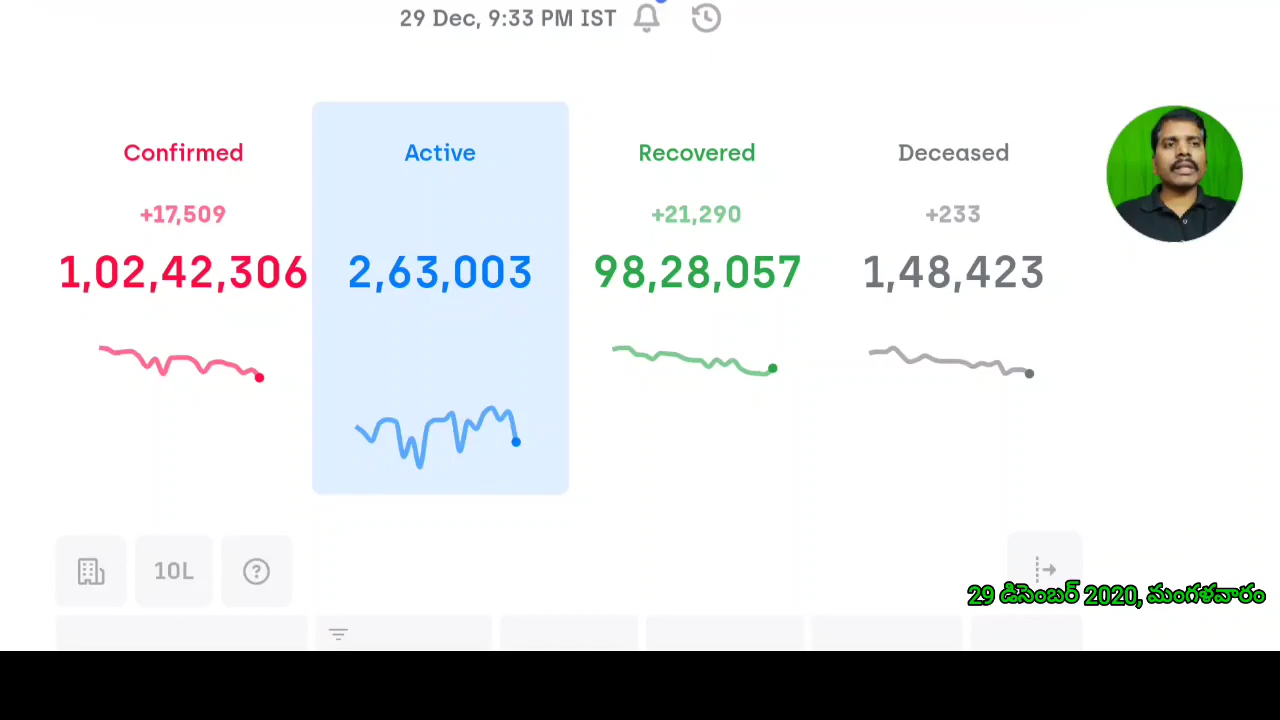 29 Dec, 9:33 PM IST
Confirmed Active Recovered Deceased
+17,509 +21,290 +233
1,02,42,306 2,63,003 98,28,057 1,48,423
10L ?
29 డిసెంబర్ 2020, మంగళవారం